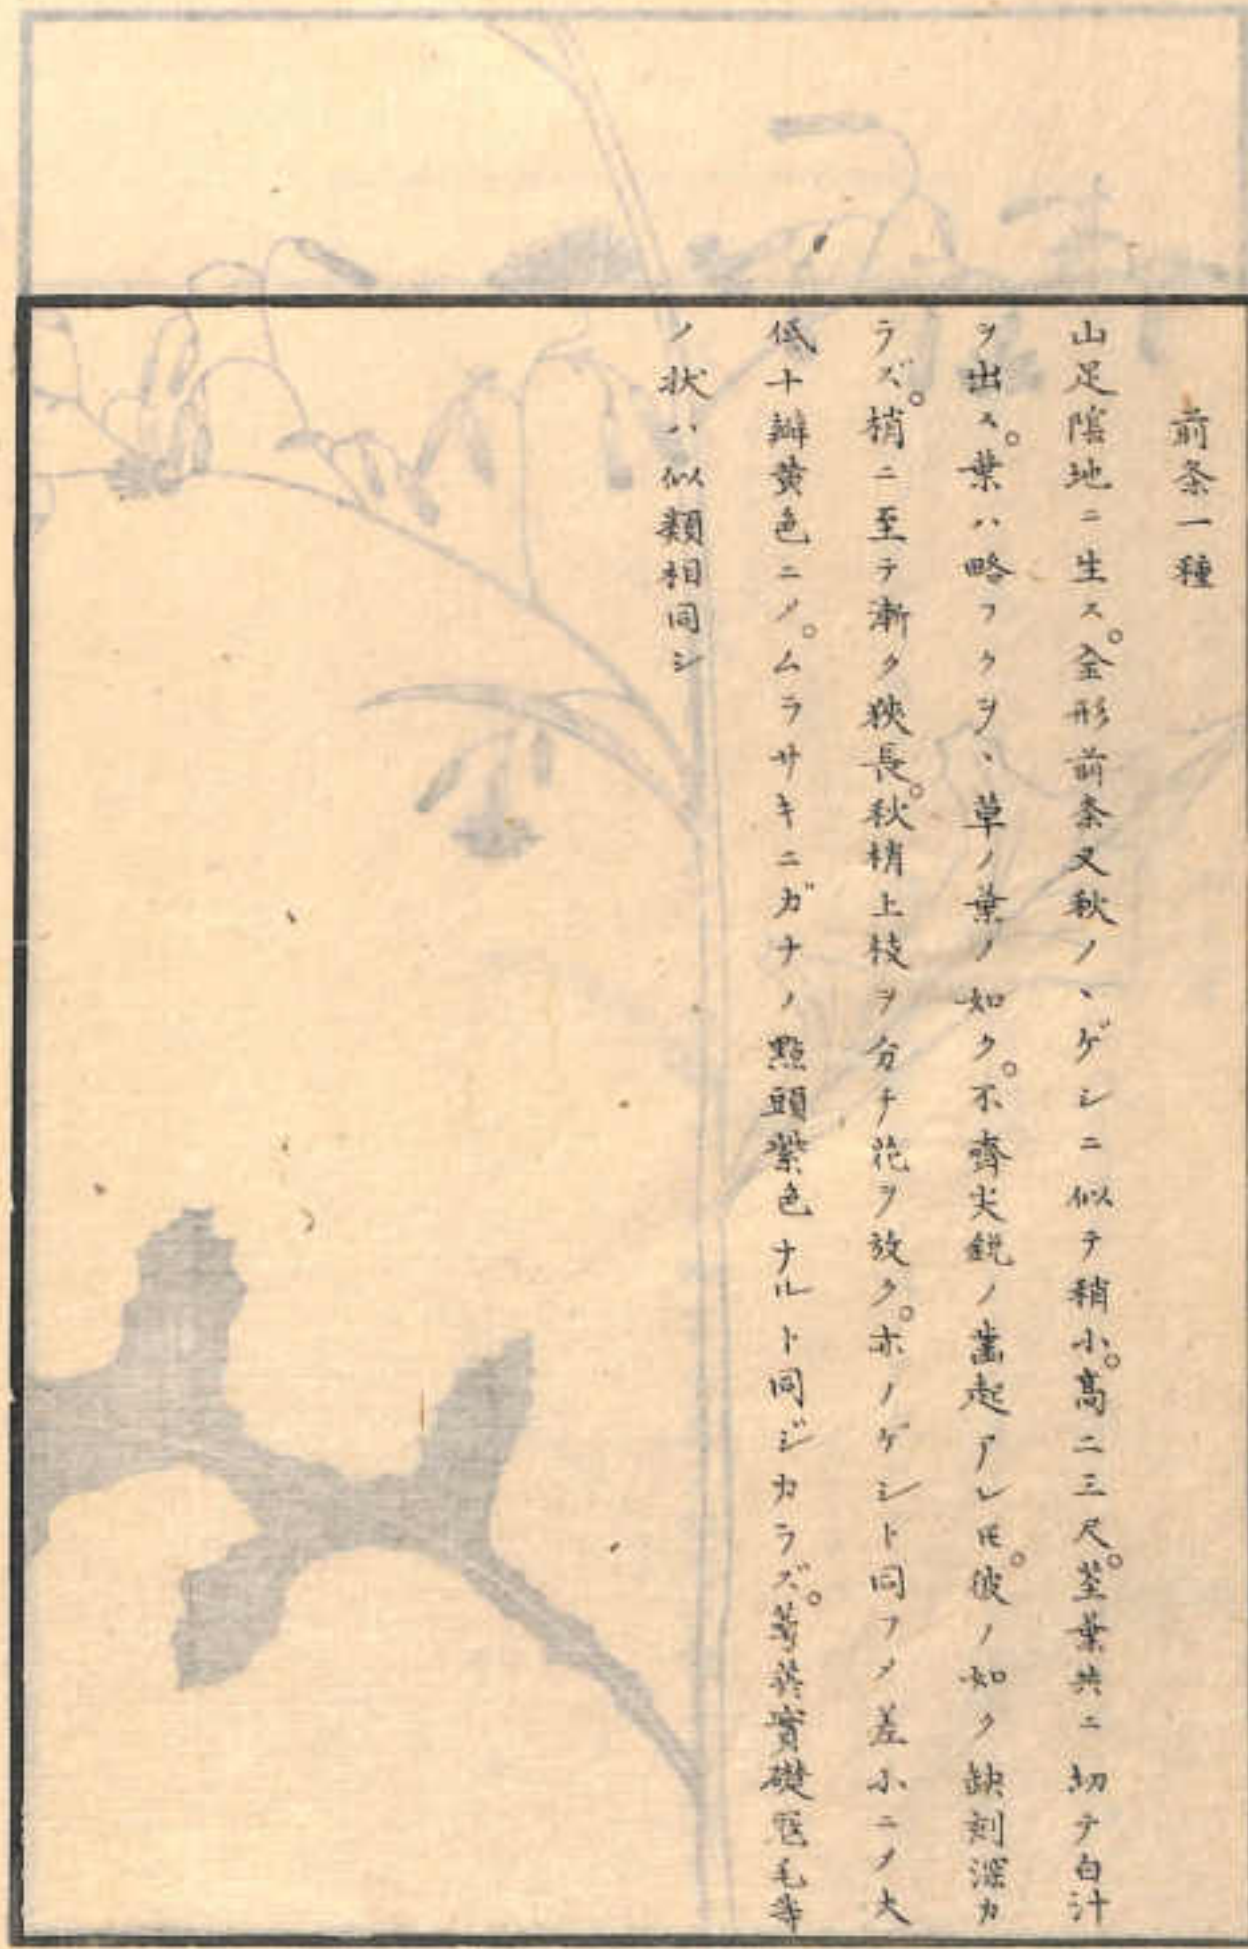 前条一種
山足陰地ニ生ス。全形前条又秋ノヽゲシニ似テ稍小。高二三尺。茎葉共ニ切テ白汁
ヲ出ス。葉ハ略フクヲヽ草ノ葉ノ如ク。不齊尖鋭ノ齒起アレ𪜈。彼ノ如ク缺刻深カ
ラズ。梢ニ至テ漸ク狹長。秋梢上枝ヲ分チ花ヲ放ク。亦ノゲシト同フメ差小ニメ大
低十瓣黄色ニメ。ムラサキニガナノ點頭紫色ナルト同ジカラズ。萼蘂實礎冠毛等
ノ状ハ似類相同シ